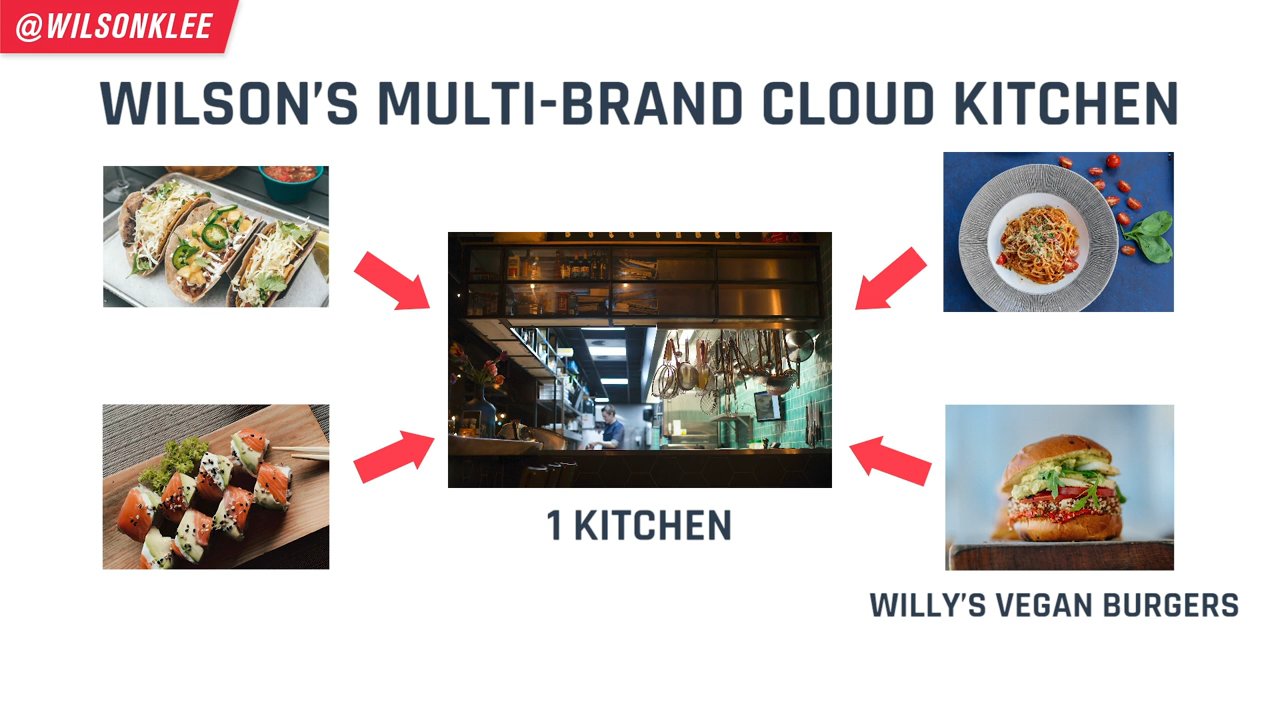 @WILSONKLEE
WILSON'S MULTI-BRAND CLOUD KITCHEN
1 KITCHEN
WILLY'S VEGAN BURGERS